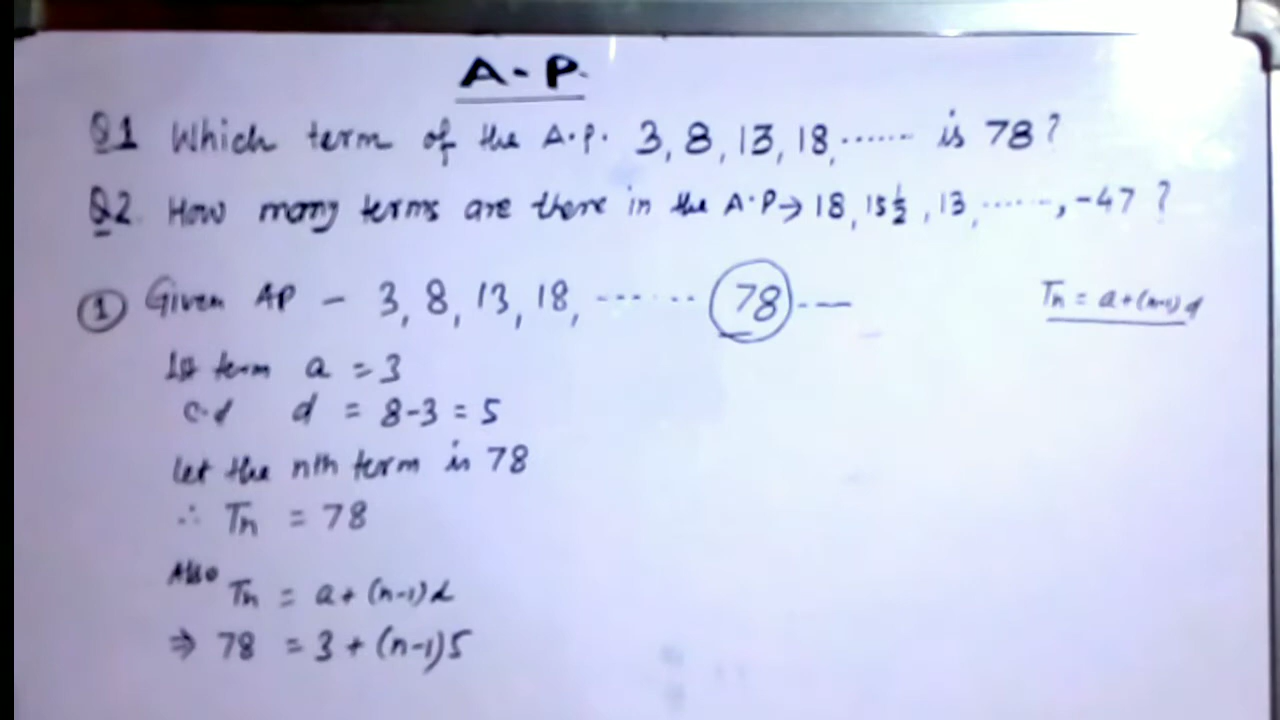 A.P.
Q1 Which term of the A.P. 3, 8, 13, 18, ...... is 78?
Q2. How many terms are there in the A.P → 18, 15½, 13, ......, -47 ?
① Given AP - 3, 8, 13, 18, ------ 78 ---
Tn = a+(n-1)d
1st term a = 3
c.d d = 8-3 = 5
let the nth term is 78
∴ Tn = 78
Also
Tn = a+(n-1)d
⇒ 78 = 3+(n-1)5